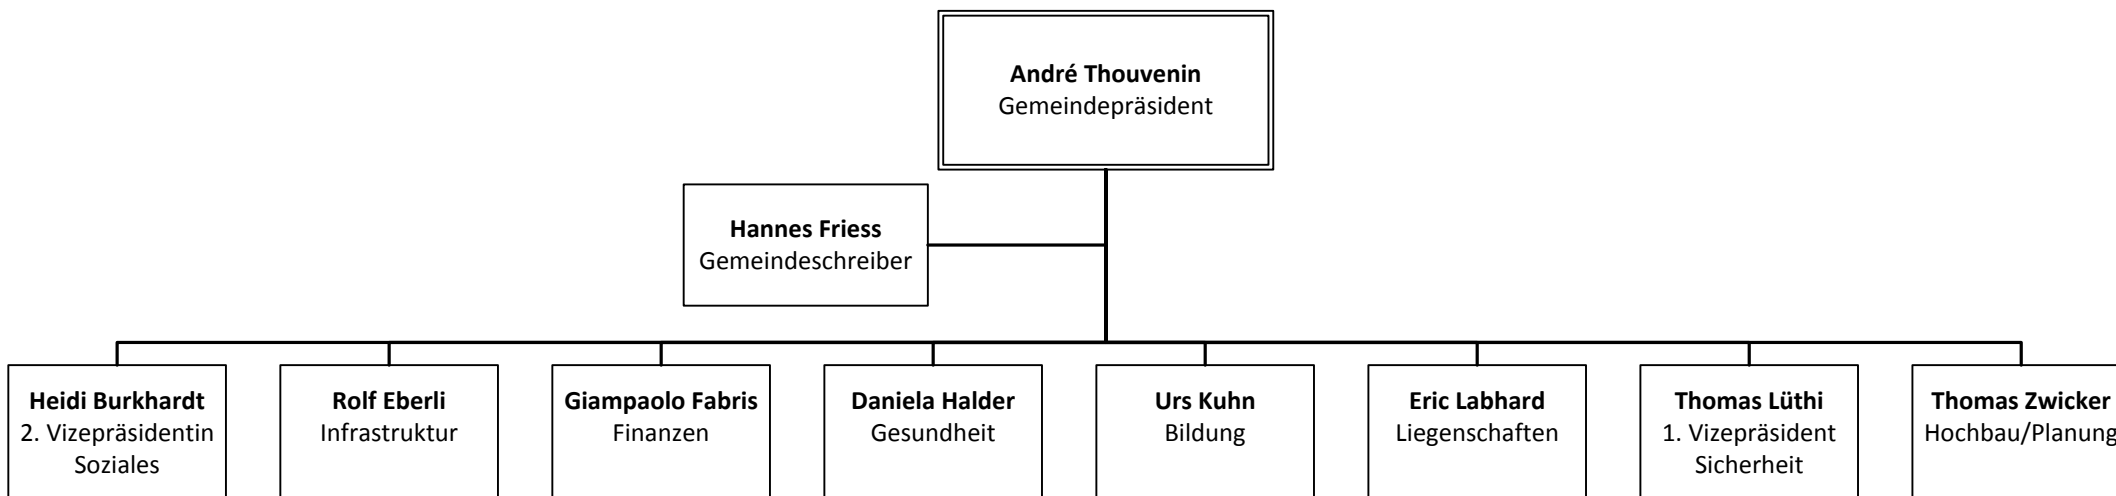 André Thouvenin
Gemeindepräsident
Hannes Friess
Gemeindeschreiber
Heidi Burkhardt
2. Vizepräsidentin
Soziales
Rolf Eberli
Infrastruktur
Giampaolo Fabris
Finanzen
Daniela Halder
Gesundheit
Urs Kuhn
Bildung
Eric Labhard
Liegenschaften
Thomas Lüthi
1. Vizepräsident
Sicherheit
Thomas Zwicker
Hochbau/Planung